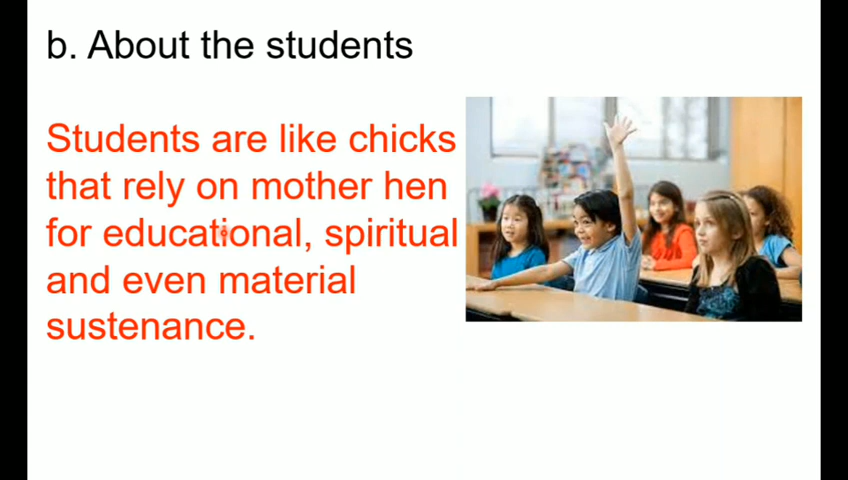 b. About the students
Students are like chicks
that rely on mother hen
for educational, spiritual
and even material
sustenance.